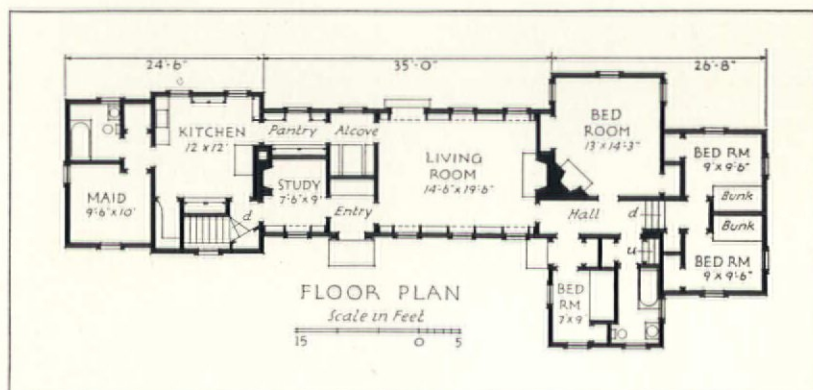 24'-6"
35'-0"
26'-8"
KITCHEN
12' x 12'
Pantry
Alcove
BED
ROOM
13' x 14'-3"
LIVING
ROOM
14'-6" x 19'-6"
BED RM
9' x 9'-6"
Bunk
MAID
9'-6" x 10'
STUDY
7'-6" x 9'
d
Entry
Hall
d
Bunk
u
BED RM
9' x 9'-6"
BED
RM
7' x 9'
FLOOR PLAN
Scale in Feet
15 0 5